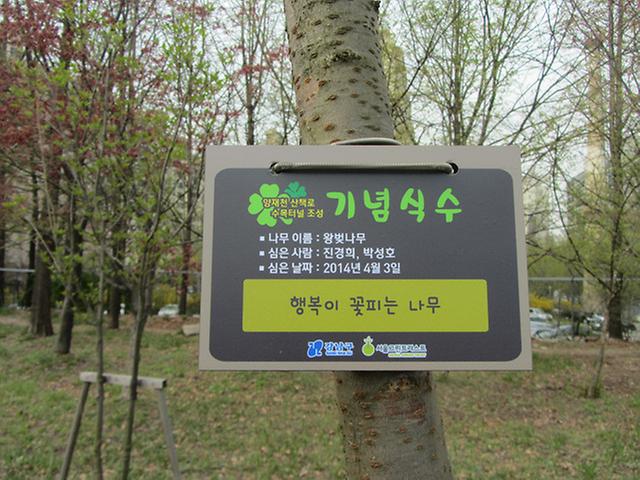 양재천 산책로
수목터널 조성
기념식수
나무 이름 : 왕벚나무
심은 사람 : 진경희, 박성호
심은 날짜 : 2014년 4월 3일
행복이 꽃피는 나무
강남구
서울그린트러스트